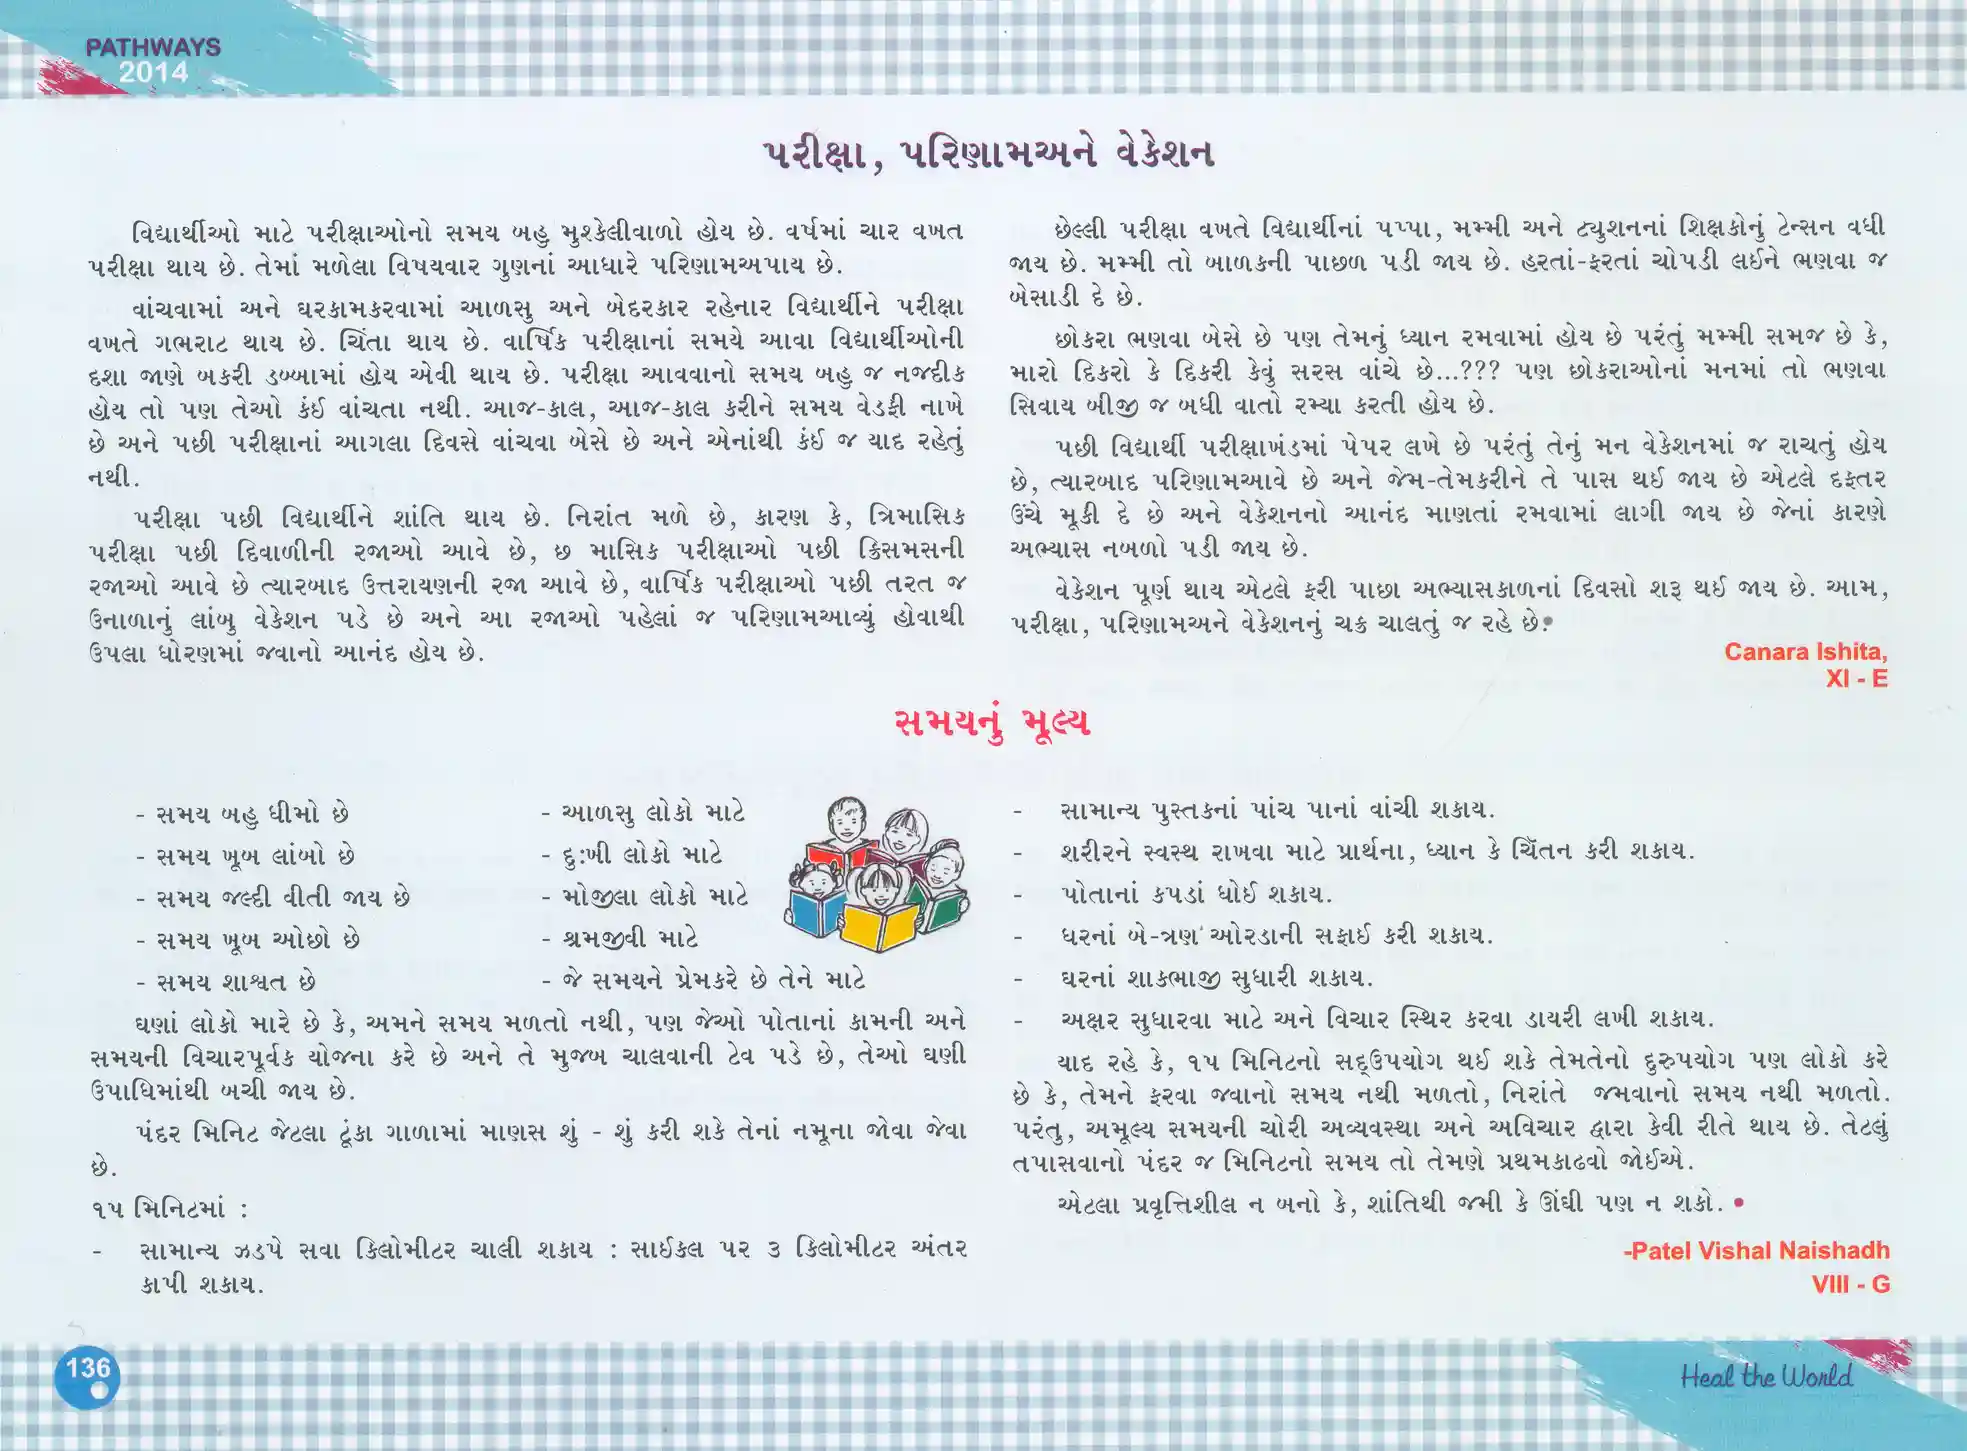 PATHWAYS
2014
પરીક્ષા, પરિણામઅને વેકેશન
વિદ્યાર્થીઓ માટે પરીક્ષાઓનો સમય બહુ મુશ્કેલીવાળો હોય છે. વર્ષમાં ચાર વખત
પરીક્ષા થાય છે. તેમાં મળેલા વિષયવાર ગુણનાં આધારે પરિણામઅપાય છે.
વાંચવામાં અને ઘરકામકરવામાં આળસુ અને બેદરકાર રહેનાર વિદ્યાર્થીને પરીક્ષા
વખતે ગભરાટ થાય છે. ચિંતા થાય છે. વાર્ષિક પરીક્ષાનાં સમયે આવા વિદ્યાર્થીઓની
દશા જાણે બકરી ડબ્બામાં હોય એવી થાય છે. પરીક્ષા આવવાનો સમય બહુ જ નજદીક
હોય તો પણ તેઓ કંઈ વાંચતા નથી. આજ-કાલ, આજ-કાલ કરીને સમય વેડફી નાખે
છે અને પછી પરીક્ષાનાં આગલા દિવસે વાંચવા બેસે છે અને એનાંથી કંઈ જ યાદ રહેતું
નથી.
પરીક્ષા પછી વિદ્યાર્થીને શાંતિ થાય છે. નિરાંત મળે છે, કારણ કે, ત્રિમાસિક
પરીક્ષા પછી દિવાળીની રજાઓ આવે છે, છ માસિક પરીક્ષાઓ પછી ક્રિસમસની
રજાઓ આવે છે ત્યારબાદ ઉત્તરાયણની રજા આવે છે, વાર્ષિક પરીક્ષાઓ પછી તરત જ
ઉનાળાનું લાંબુ વેકેશન પડે છે અને આ રજાઓ પહેલાં જ પરિણામઆવ્યું હોવાથી
ઉપલા ધોરણમાં જવાનો આનંદ હોય છે.
છેલ્લી પરીક્ષા વખતે વિદ્યાર્થીનાં પપ્પા, મમ્મી અને ટ્યુશનનાં શિક્ષકોનું ટેન્સન વધી
જાય છે. મમ્મી તો બાળકની પાછળ પડી જાય છે. હરતાં-ફરતાં ચોપડી લઈને ભણવા જ
બેસાડી દે છે.
છોકરા ભણવા બેસે છે પણ તેમનું ધ્યાન રમવામાં હોય છે પરંતું મમ્મી સમજ છે કે,
મારો દિકરો કે દિકરી કેવું સરસ વાંચે છે...??? પણ છોકરાઓનાં મનમાં તો ભણવા
સિવાય બીજી જ બધી વાતો રમ્યા કરતી હોય છે.
પછી વિદ્યાર્થી પરીક્ષાખંડમાં પેપર લખે છે પરંતું તેનું મન વેકેશનમાં જ રાચતું હોય
છે, ત્યારબાદ પરિણામઆવે છે અને જેમ-તેમકરીને તે પાસ થઈ જાય છે એટલે દફતર
ઉંચે મૂકી દે છે અને વેકેશનનો આનંદ માણતાં રમવામાં લાગી જાય છે જેનાં કારણે
અભ્યાસ નબળો પડી જાય છે.
વેકેશન પૂર્ણ થાય એટલે ફરી પાછા અભ્યાસકાળનાં દિવસો શરૂ થઈ જાય છે. આમ,
પરીક્ષા, પરિણામઅને વેકેશનનું ચક્ર ચાલતું જ રહે છે.
Canara Ishita,
XI - E
સમયનું મૂલ્ય
- સમય બહુ ધીમો છે - આળસુ લોકો માટે
- સમય ખૂબ લાંબો છે - દુઃખી લોકો માટે
- સમય જલ્દી વીતી જાય છે - મોજીલા લોકો માટે
- સમય ખૂબ ઓછો છે - શ્રમજીવી માટે
- સમય શાશ્વત છે - જે સમયને પ્રેમકરે છે તેને માટે
ઘણાં લોકો મારે છે કે, અમને સમય મળતો નથી, પણ જેઓ પોતાનાં કામની અને
સમયની વિચારપૂર્વક યોજના કરે છે અને તે મુજબ ચાલવાની ટેવ પડે છે, તેઓ ઘણી
ઉપાધિમાંથી બચી જાય છે.
પંદર મિનિટ જેટલા ટૂંકા ગાળામાં માણસ શું - શું કરી શકે તેનાં નમૂના જોવા જેવા
છે.
૧૫ મિનિટમાં :
- સામાન્ય ઝડપે સવા કિલોમીટર ચાલી શકાય : સાઈકલ પર ૩ કિલોમીટર અંતર
કાપી શકાય.
- સામાન્ય પુસ્તકનાં પાંચ પાનાં વાંચી શકાય.
- શરીરને સ્વસ્થ રાખવા માટે પ્રાર્થના, ધ્યાન કે ચિંતન કરી શકાય.
- પોતાનાં કપડાં ધોઈ શકાય.
- ઘરનાં બે-ત્રણ ઓરડાની સફાઈ કરી શકાય.
- ઘરનાં શાકભાજી સુધારી શકાય.
- અક્ષર સુધારવા માટે અને વિચાર સ્થિર કરવા ડાયરી લખી શકાય.
યાદ રહે કે, ૧૫ મિનિટનો સદ્ઉપયોગ થઈ શકે તેમતેનો દુરુપયોગ પણ લોકો કરે
છે કે, તેમને ફરવા જવાનો સમય નથી મળતો, નિરાંતે જમવાનો સમય નથી મળતો.
પરંતુ, અમૂલ્ય સમયની ચોરી અવ્યવસ્થા અને અવિચાર દ્વારા કેવી રીતે થાય છે. તેટલું
તપાસવાનો પંદર જ મિનિટનો સમય તો તેમણે પ્રથમકાઢવો જોઈએ.
એટલા પ્રવૃત્તિશીલ ન બનો કે, શાંતિથી જમી કે ઊંઘી પણ ન શકો. •
-Patel Vishal Naishadh
VIII - G
136
Heal the World